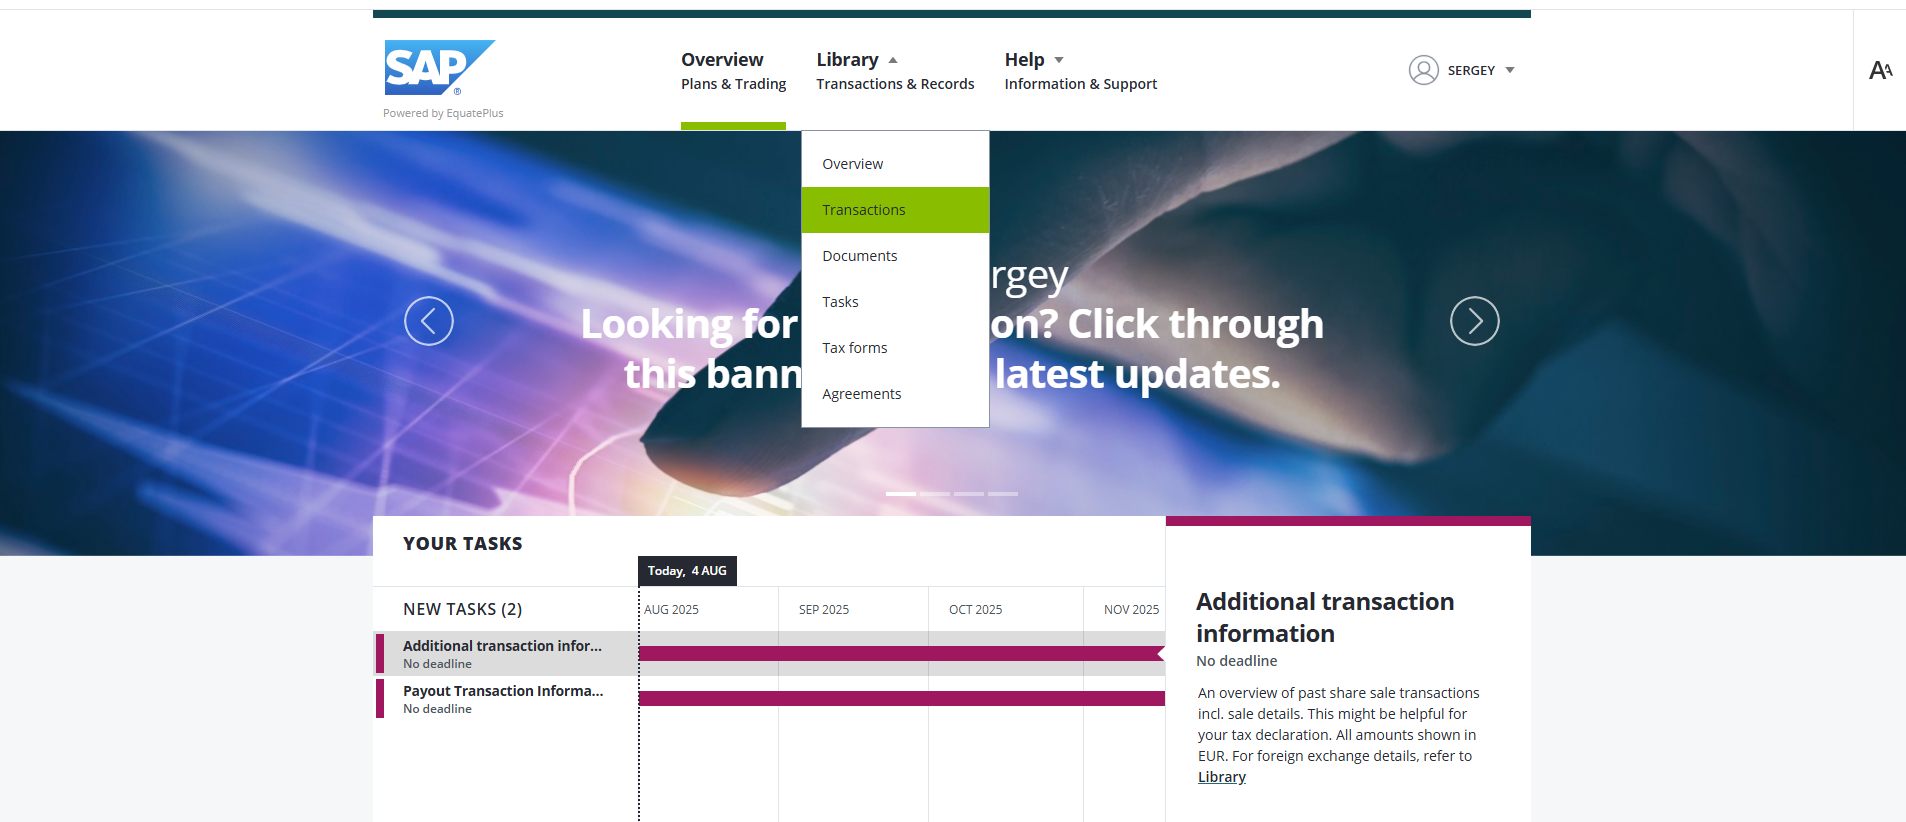 SAP ®
Powered by EquatePlus
Overview
Plans & Trading
Library
Transactions & Records
Help
Information & Support
SERGEY
AA
Overview
Transactions
Documents
Tasks
Tax forms
Agreements
rgey
Looking for on? Click through
this bann latest updates.
YOUR TASKS
Today, 4 AUG
NEW TASKS (2)
AUG 2025
SEP 2025
OCT 2025
NOV 2025
Additional transaction infor...
No deadline
Payout Transaction Informa...
No deadline
Additional transaction
information
No deadline
An overview of past share sale transactions
incl. sale details. This might be helpful for
your tax declaration. All amounts shown in
EUR. For foreign exchange details, refer to
Library